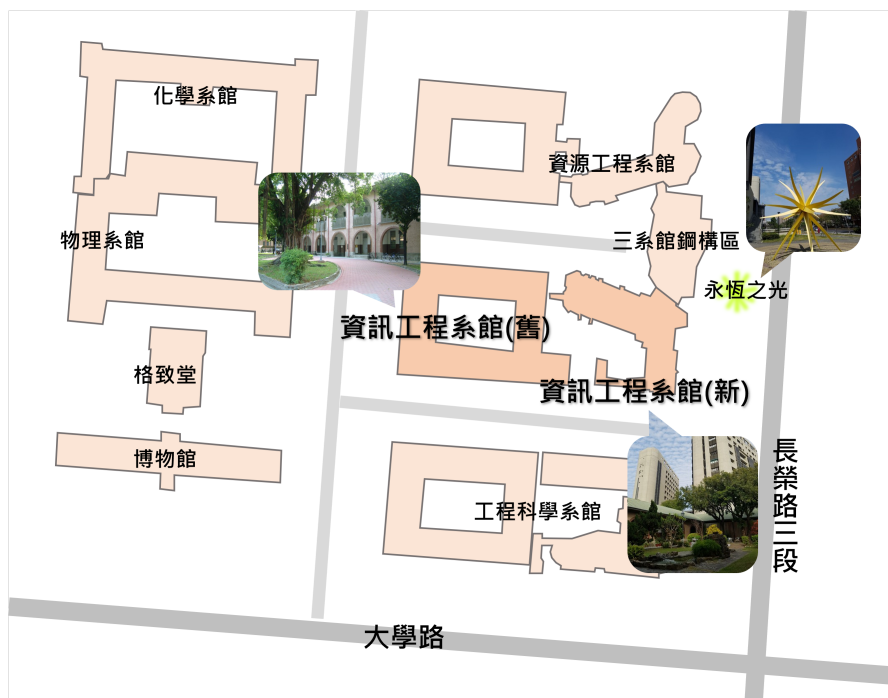 化學系館
資源工程系館
物理系館
三系館鋼構區
永恆之光
資訊工程系館(舊)
格致堂
資訊工程系館(新)
博物館
長榮路三段
工程科學系館
大學路